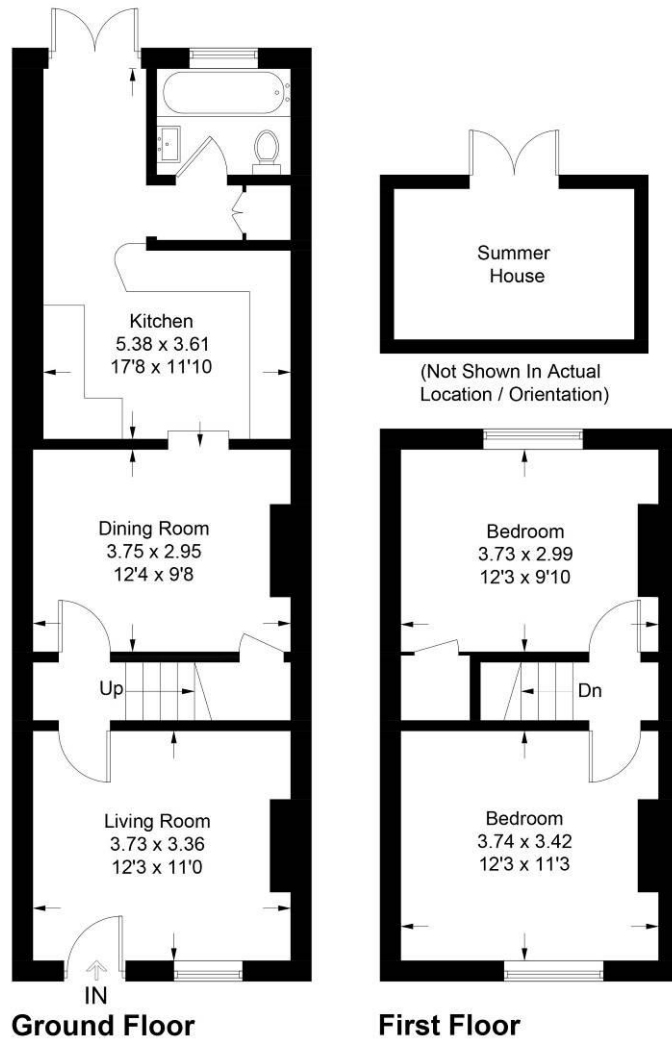 Kitchen
5.38 x 3.61
17'8 x 11'10
Dining Room
3.75 x 2.95
12'4 x 9'8
Up
Living Room
3.73 x 3.36
12'3 x 11'0
IN
Ground Floor
Summer
House
(Not Shown In Actual
Location / Orientation)
Bedroom
3.73 x 2.99
12'3 x 9'10
Dn
Bedroom
3.74 x 3.42
12'3 x 11'3
First Floor